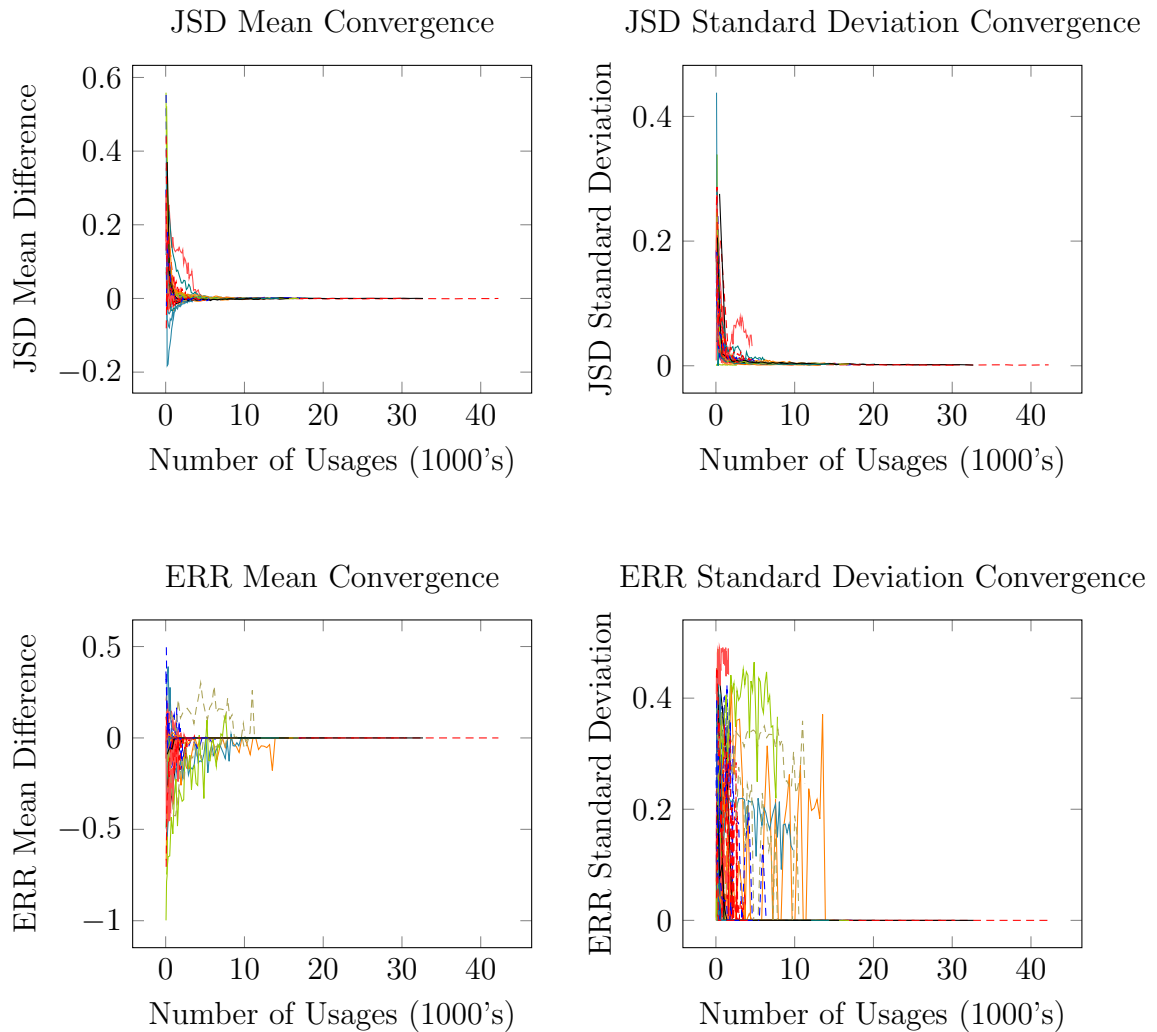 JSD Mean Convergence
JSD Mean Difference
0.6
0.4
0.2
0
−0.2
0 10 20 30 40
Number of Usages (1000's)
JSD Standard Deviation Convergence
JSD Standard Deviation
0.4
0.2
0
0 10 20 30 40
Number of Usages (1000's)
ERR Mean Convergence
ERR Mean Difference
0.5
0
−0.5
−1
0 10 20 30 40
Number of Usages (1000's)
ERR Standard Deviation Convergence
ERR Standard Deviation
0.4
0.2
0
0 10 20 30 40
Number of Usages (1000's)